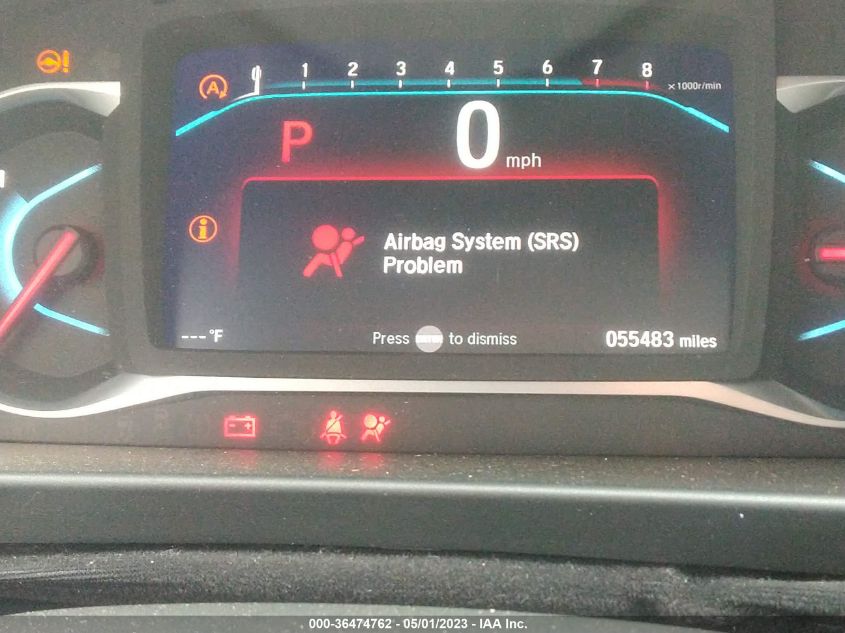 0 1 2 3 4 5 6 7 8
x 1000r/min
A
P 0 mph
Airbag System (SRS)
Problem
---°F
Press ENTER to dismiss
055483 miles
000-36474762 - 05/01/2023 - IAA Inc.